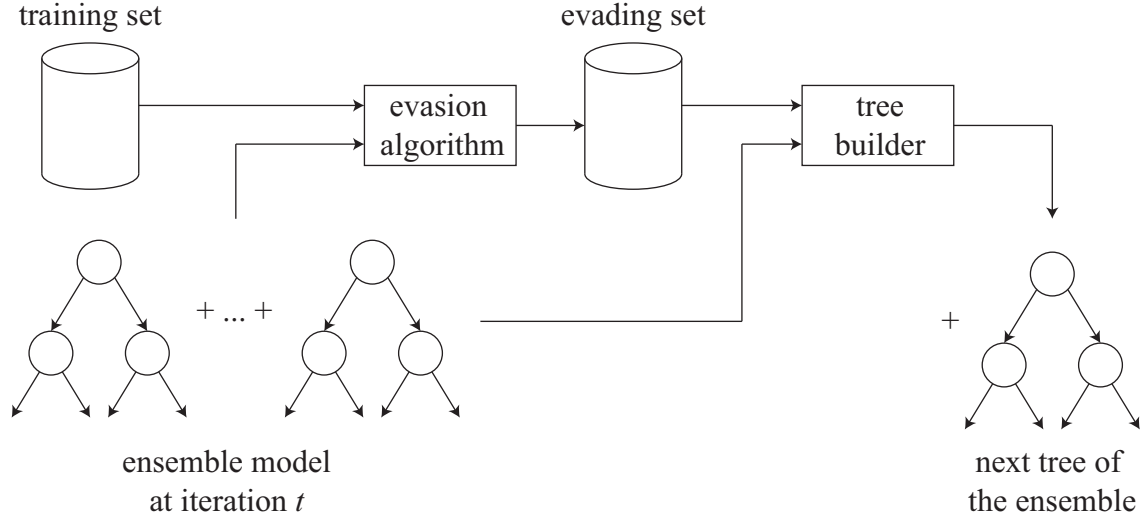 training set
evading set
evasion
algorithm
tree
builder
+ ... +
+
ensemble model
at iteration t
next tree of
the ensemble